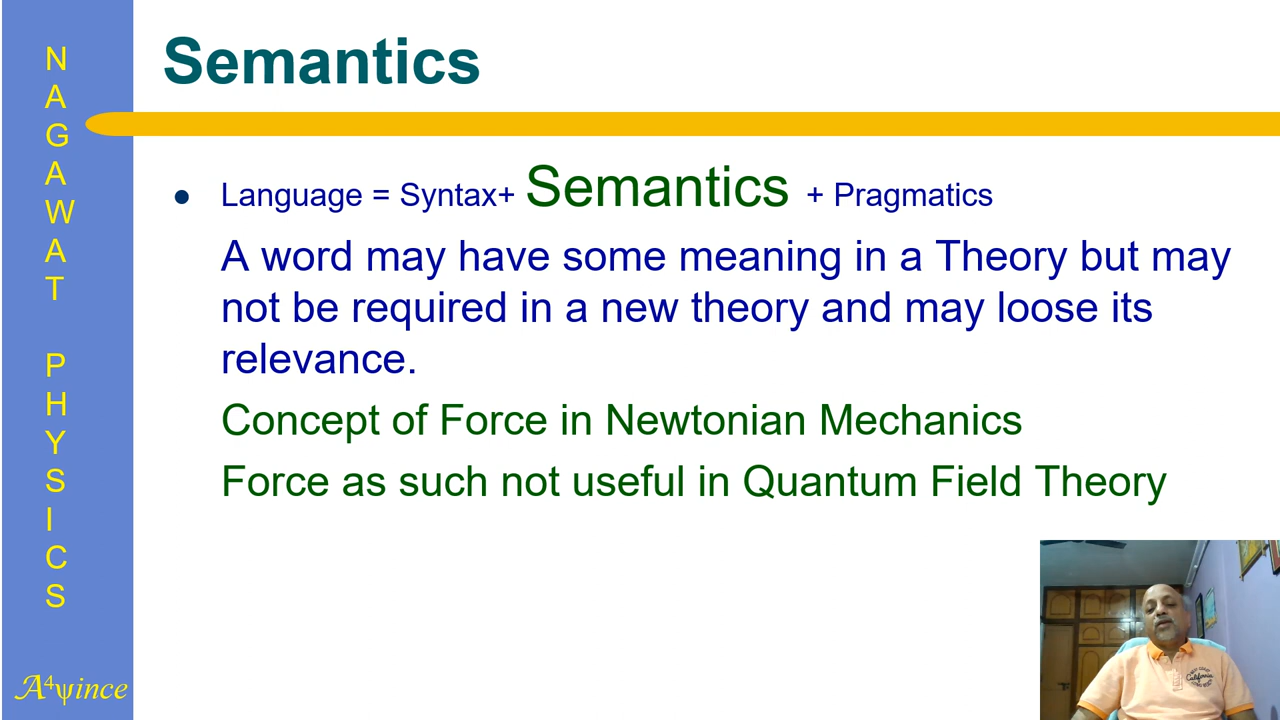 NAGAWAT PHYSICS
Semantics
Language = Syntax+ Semantics + Pragmatics
A word may have some meaning in a Theory but may
not be required in a new theory and may loose its
relevance.
Concept of Force in Newtonian Mechanics
Force as such not useful in Quantum Field Theory
A⁴ψince
California